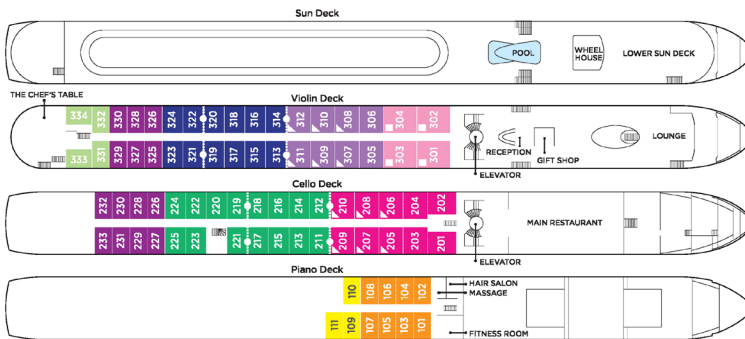 Sun Deck
POOL
WHEEL
HOUSE
LOWER SUN DECK
THE CHEF'S TABLE
Violin Deck
334 332 330 328 326 324 322 320 318 316 314 312 310 308 306 304 302
333 331 329 327 325 323 321 319 317 315 313 311 309 307 305 303 301
RECEPTION
GIFT SHOP
LOUNGE
ELEVATOR
Cello Deck
232 230 228 226 224 222 220 219 218 216 214 212 210 208 206 204 202
233 231 229 227 225 223 221 217 215 213 211 209 207 205 203 201
MAIN RESTAURANT
ELEVATOR
Piano Deck
110 108 106 104 102
111 109 107 105 103 101
HAIR SALON
MASSAGE
FITNESS ROOM